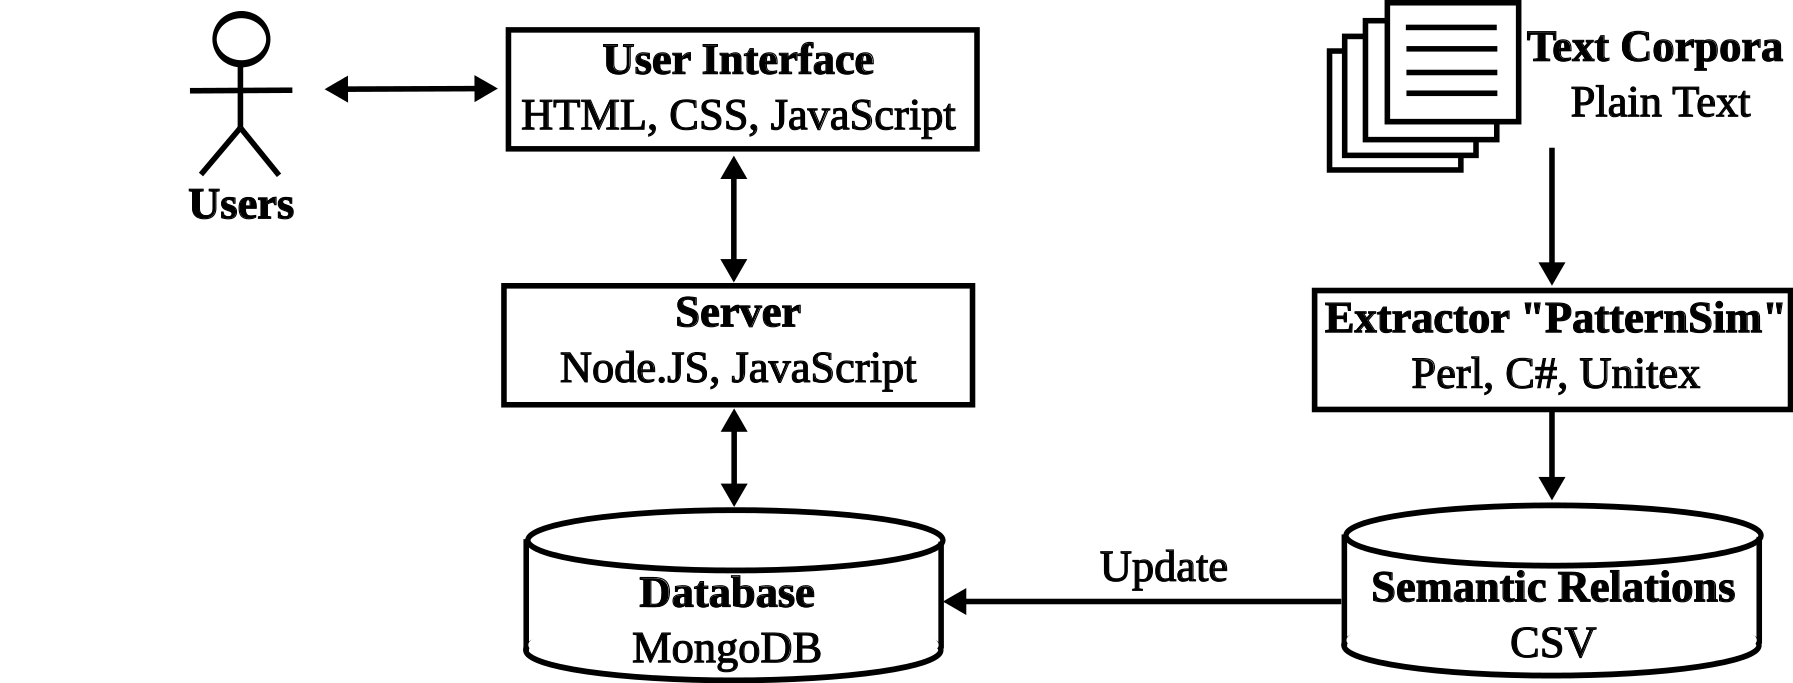 Users
User Interface
HTML, CSS, JavaScript
Server
Node.JS, JavaScript
Database
MongoDB
Update
Text Corpora
Plain Text
Extractor "PatternSim"
Perl, C#, Unitex
Semantic Relations
CSV